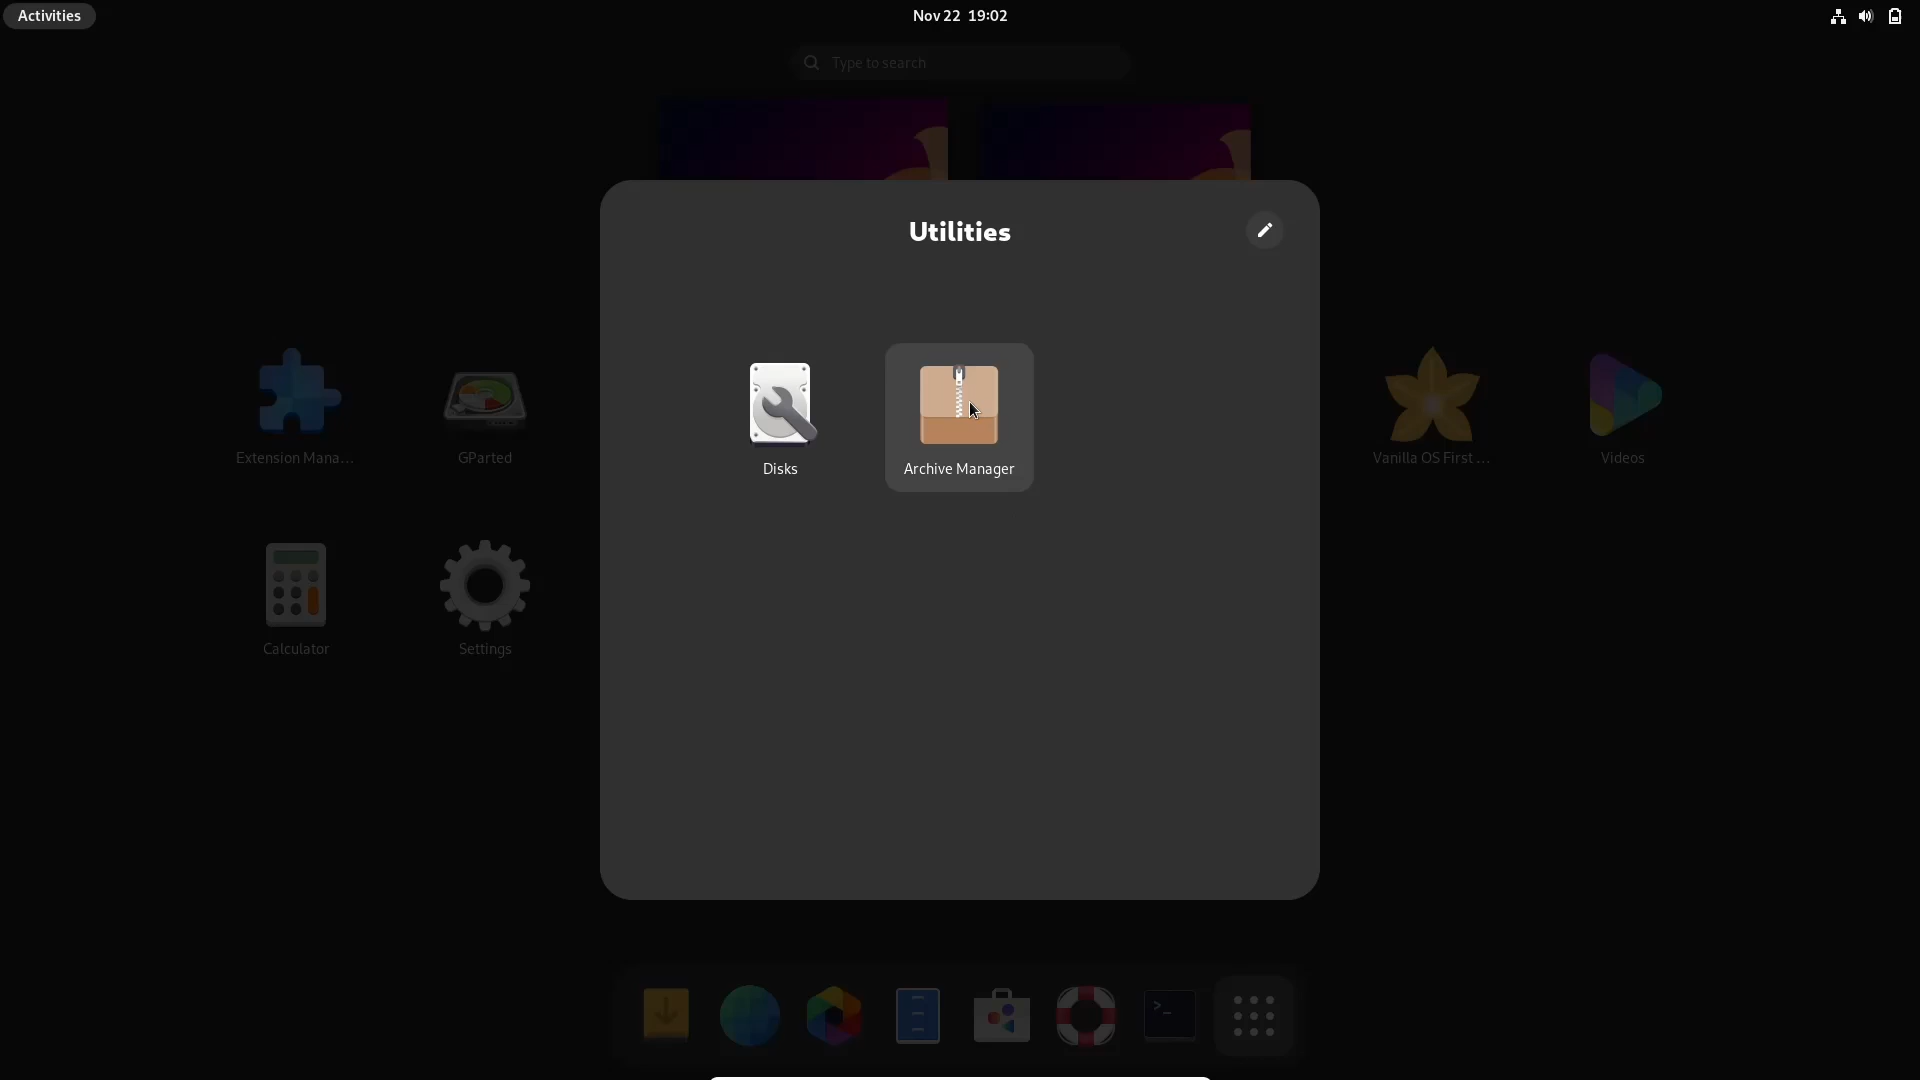 Activities
Nov 22 19:02
Type to search
Utilities
Extension Mana...
GParted
Disks
Archive Manager
Vanilla OS First ...
Videos
Calculator
Settings
>_